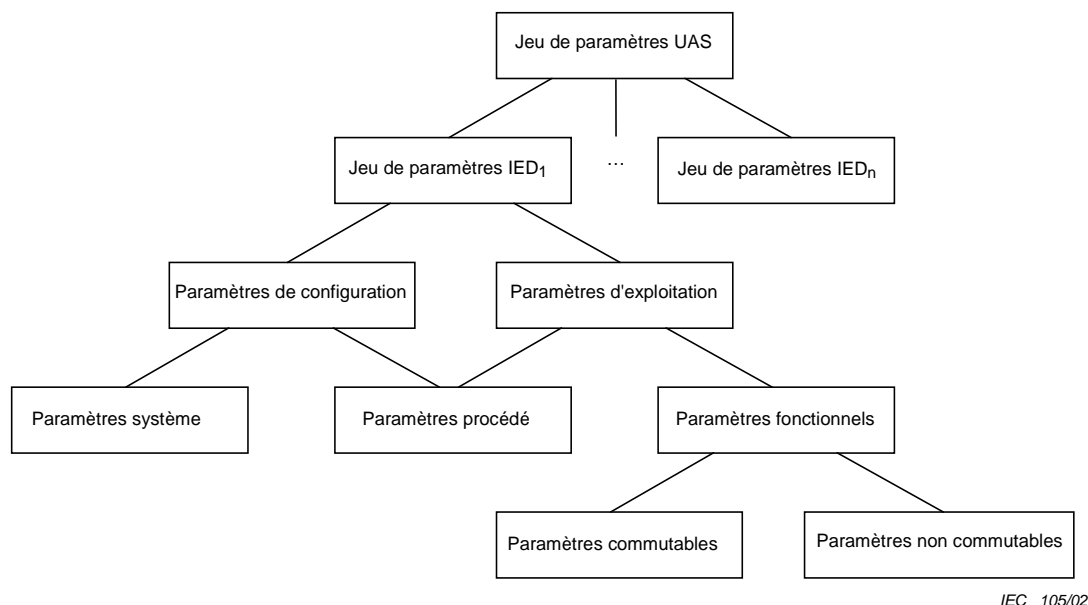 Jeu de paramètres UAS
Jeu de paramètres IED1
...
Jeu de paramètres IEDn
Paramètres de configuration
Paramètres d'exploitation
Paramètres système
Paramètres procédé
Paramètres fonctionnels
Paramètres commutables
Paramètres non commutables
IEC 105/02